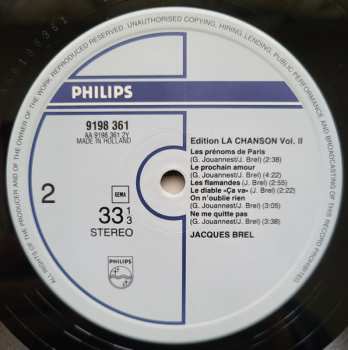 ALL RIGHTS OF THE PRODUCER AND OF THE OWNER OF THE WORK REPRODUCED RESERVED. UNAUTHORISED COPYING, HIRING, LENDING, PUBLIC PERFORMANCE AND BROADCASTING OF THIS RECORD PROHIBITED.
PHILIPS
9198 361
AA 9198 361 2Y
MADE IN HOLLAND
2
GEMA
33 1/3
STEREO
PHILIPS
Edition LA CHANSON Vol. II
Les prénoms de Paris
(G. Jouannest/J. Brel) (2:38)
Le prochain amour
(G. Jouannest/J. Brel) (4:22)
Les flamandes (J. Brel) (2:55)
Le diable «Ça va» (J. Brel) (2:22)
On n'oublie rien
(G. Jouannest/J. Brel) (3:05)
Ne me quitte pas
(G. Jouannest/J. Brel) (3:38)
JACQUES BREL